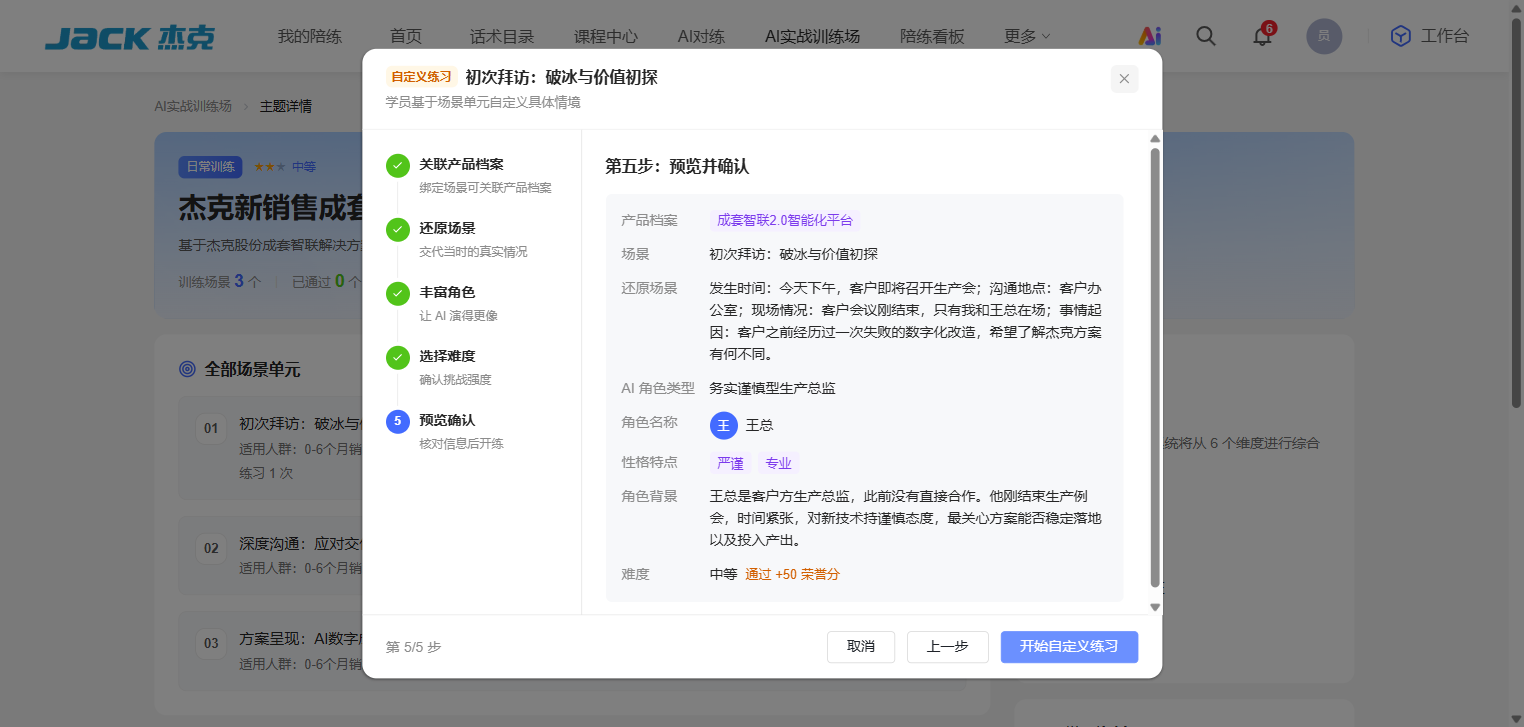 JACK 杰克
我的陪练
首页
话术目录
课程中心
AI对练
AI实战训练场
陪练看板
更多
Ai
6
员
工作台
AI实战训练场 > 主题详情
日常训练 ★★★ 中等
杰克新销售成套
基于杰克股份成套智联解决方
训练场景 3 个
已通过 0 个
全部场景单元
01
初次拜访：破冰与
适用人群：0-6个月销
练习 1 次
02
深度沟通：应对交
适用人群：0-6个月销
03
方案呈现：AI数字
适用人群：0-6个月销
统将从 6 个维度进行综合
自定义练习 初次拜访：破冰与价值初探
学员基于场景单元自定义具体情境
关联产品档案
绑定场景可关联产品档案
还原场景
交代当时的真实情况
丰富角色
让 AI 演得更像
选择难度
确认挑战强度
5
预览确认
核对信息后开练
第五步：预览并确认
产品档案 成套智联2.0智能化平台
场景 初次拜访：破冰与价值初探
还原场景 发生时间：今天下午，客户即将召开生产会；沟通地点：客户办
公室；现场情况：客户会议刚结束，只有我和王总在场；事情起
因：客户之前经历过一次失败的数字化改造，希望了解杰克方案
有何不同。
AI 角色类型 务实谨慎型生产总监
角色名称 王 王总
性格特点 严谨 专业
角色背景 王总是客户方生产总监，此前没有直接合作。他刚结束生产例
会，时间紧张，对新技术持谨慎态度，最关心方案能否稳定落地
以及投入产出。
难度 中等 通过 +50 荣誉分
第 5/5 步
取消
上一步
开始自定义练习